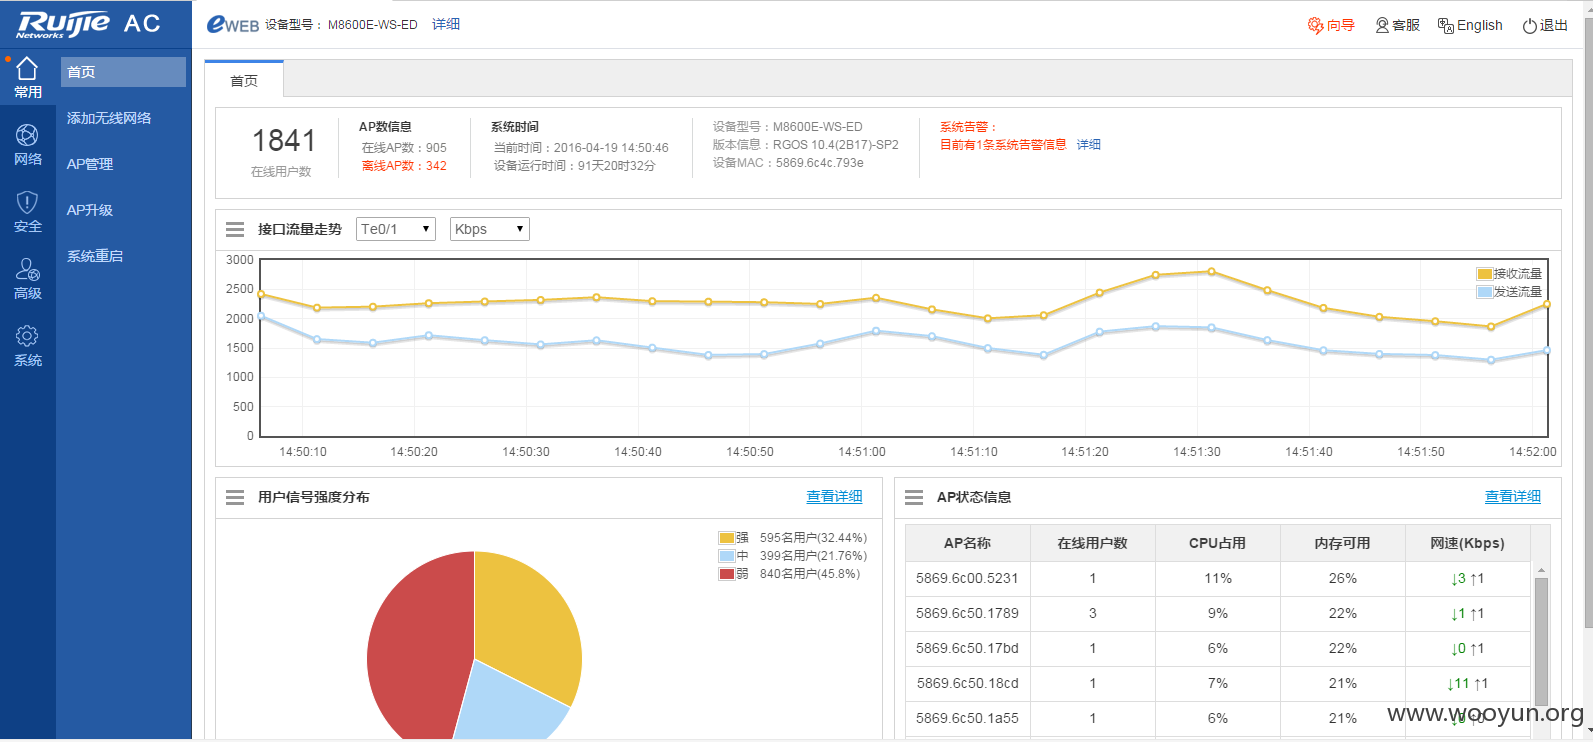 Ruijie Networks AC
eWEB 设备型号： M8600E-WS-ED 详细
向导 客服 English 退出
常用
网络
安全
高级
系统
首页
添加无线网络
AP管理
AP升级
系统重启
首页
1841
在线用户数
AP数信息
在线AP数：905
离线AP数：342
系统时间
当前时间：2016-04-19 14:50:46
设备运行时间：91天20时32分
设备型号：M8600E-WS-ED
版本信息：RGOS 10.4(2B17)-SP2
设备MAC：5869.6c4c.793e
系统告警：
目前有1条系统告警信息 详细
接口流量走势 Te0/1 Kbps
3000
2500
2000
1500
1000
500
0
接收流量
发送流量
14:50:10 14:50:20 14:50:30 14:50:40 14:50:50 14:51:00 14:51:10 14:51:20 14:51:30 14:51:40 14:51:50 14:52:00
用户信号强度分布 查看详细
强 595名用户(32.44%)
中 399名用户(21.76%)
弱 840名用户(45.8%)
AP状态信息 查看详细
AP名称 在线用户数 CPU占用 内存可用 网速(Kbps)
5869.6c00.5231 1 11% 26% ↓3 ↑1
5869.6c50.1789 3 9% 22% ↓1 ↑1
5869.6c50.17bd 1 6% 22% ↓0 ↑1
5869.6c50.18cd 1 7% 21% ↓11 ↑1
5869.6c50.1a55 1 6% 21% ↓0 ↑0
www.wooyun.org